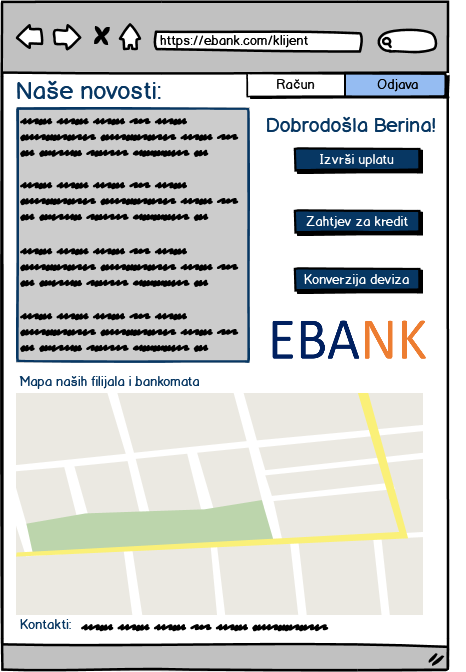 https://ebank.com/klijent
Naše novosti:
Račun
Odjava
Dobrodošla Berina!
Izvrši uplatu
Zahtjev za kredit
Konverzija deviza
EBANK
Mapa naših filijala i bankomata
Kontakti: